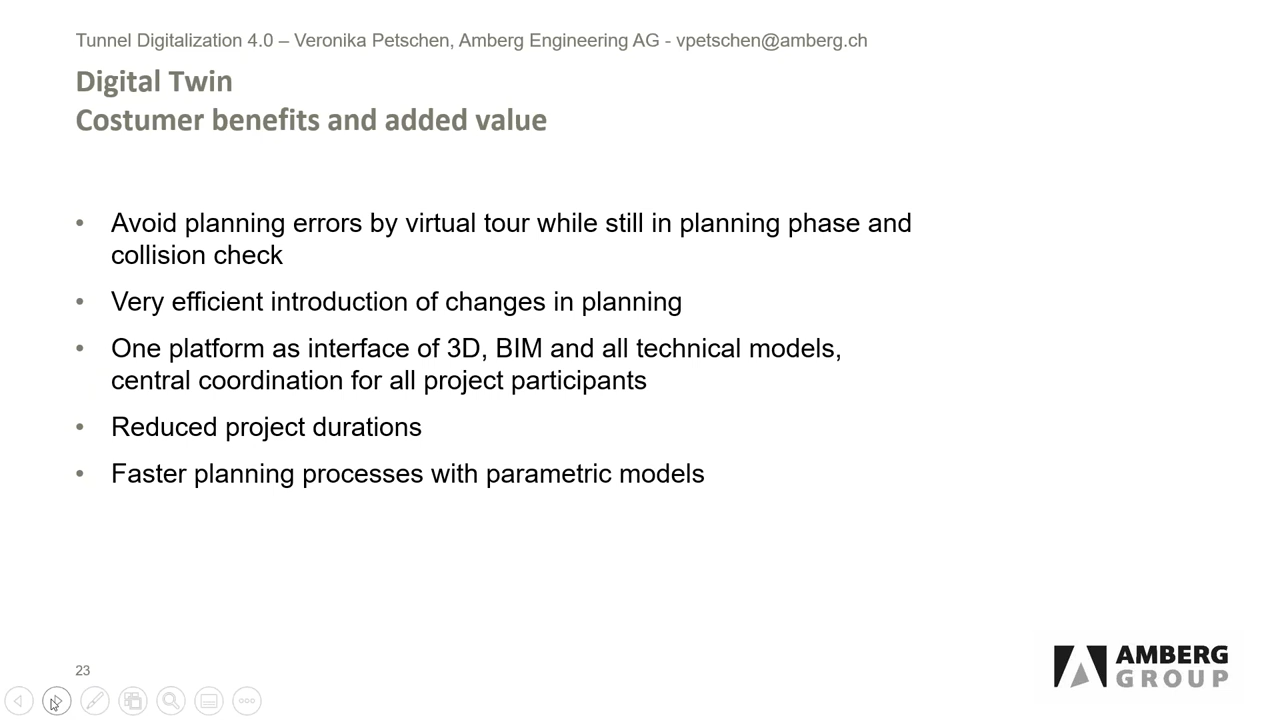 Tunnel Digitalization 4.0 – Veronika Petschen, Amberg Engineering AG - vpetschen@amberg.ch
Digital Twin
Costumer benefits and added value
• Avoid planning errors by virtual tour while still in planning phase and
collision check
• Very efficient introduction of changes in planning
• One platform as interface of 3D, BIM and all technical models,
central coordination for all project participants
• Reduced project durations
• Faster planning processes with parametric models
23
AMBERG
GROUP